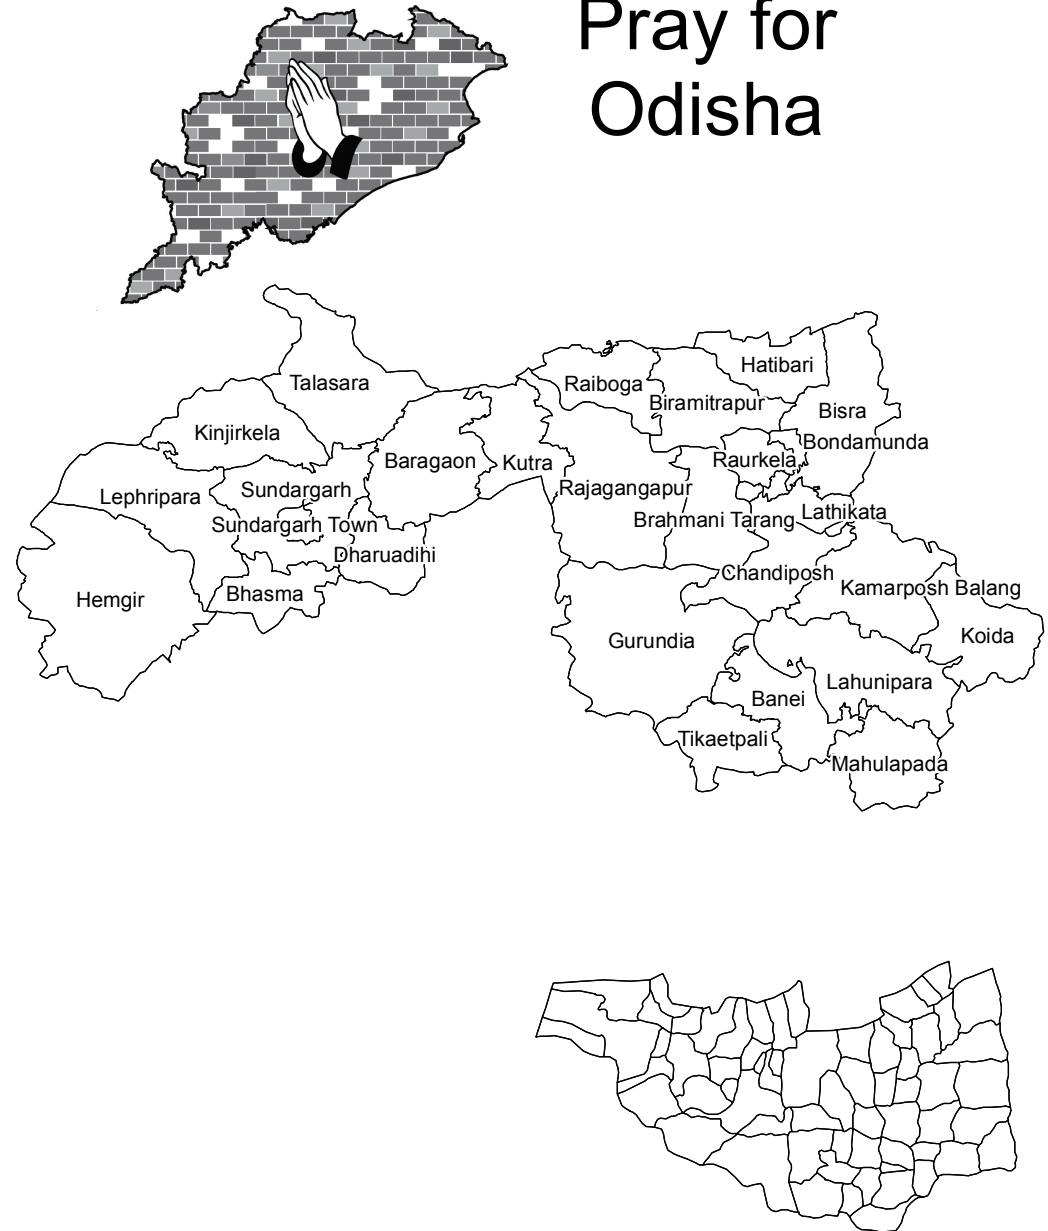 Pray for
Odisha
Talasara
Hatibari
Raiboga
Biramitrapur
Bisra
Kinjirkela
Bondamunda
Baragaon
Kutra
Raurkela
Lephripara
Sundargarh
Rajagangapur
Lathikata
Sundargarh Town
Brahmani Tarang
Dharuadihi
Chandiposh
Kamarposh Balang
Hemgir
Bhasma
Gurundia
Koida
Lahunipara
Banei
Tikaetpali
Mahulapada